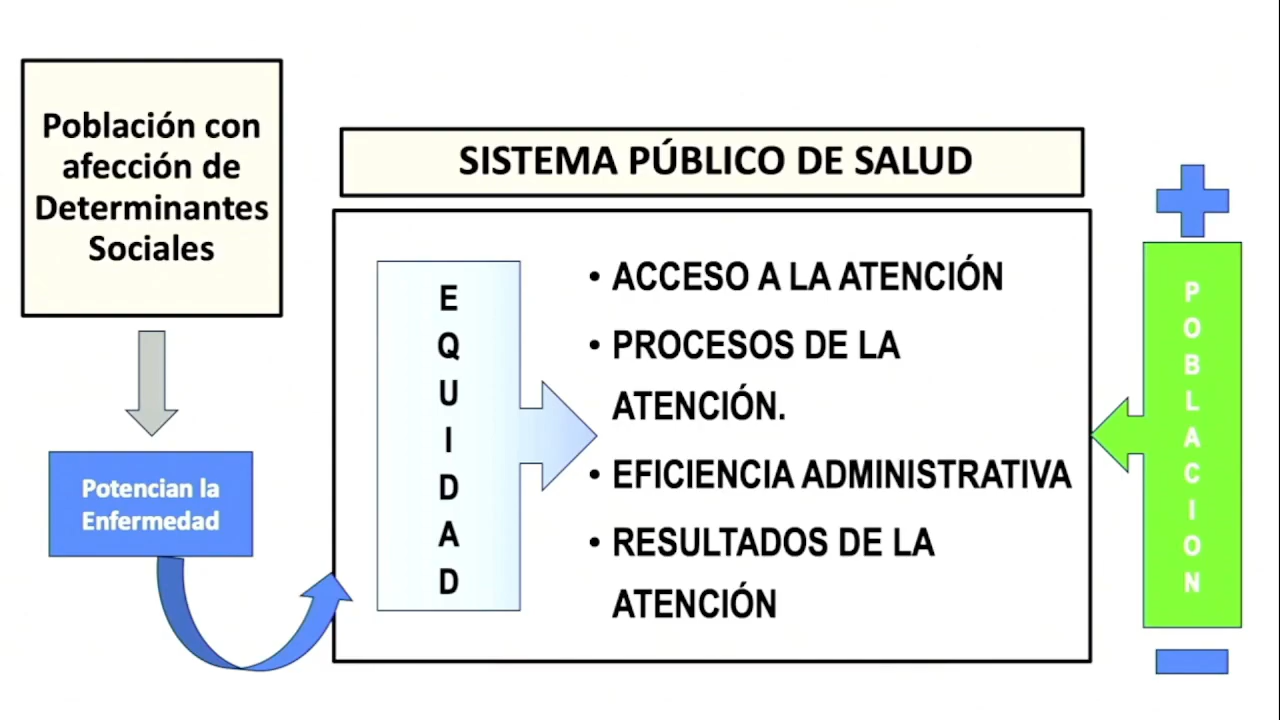 Población con
afección de
Determinantes
Sociales
Potencian la
Enfermedad
SISTEMA PÚBLICO DE SALUD
E
Q
U
I
D
A
D
• ACCESO A LA ATENCIÓN
• PROCESOS DE LA
ATENCIÓN.
• EFICIENCIA ADMINISTRATIVA
• RESULTADOS DE LA
ATENCIÓN
P
O
B
L
A
C
I
O
N